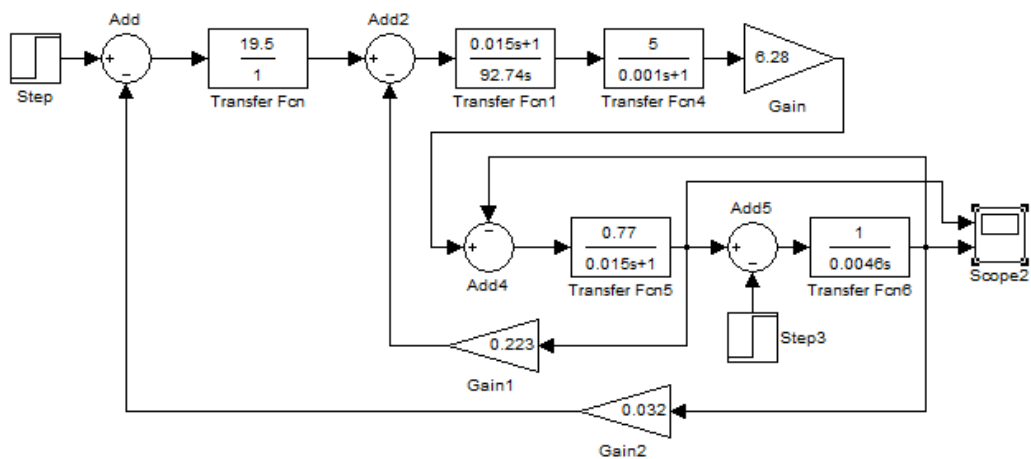 Add
Add2
+
−
19.5
1
+
−
0.015s+1
92.74s
5
0.001s+1
6.28
Step
Transfer Fcn
Transfer Fcn1
Transfer Fcn4
Gain
−
+
Add4
0.77
0.015s+1
Transfer Fcn5
Add5
+
−
1
0.0046s
Transfer Fcn6
Scope2
Step3
0.223
Gain1
0.032
Gain2